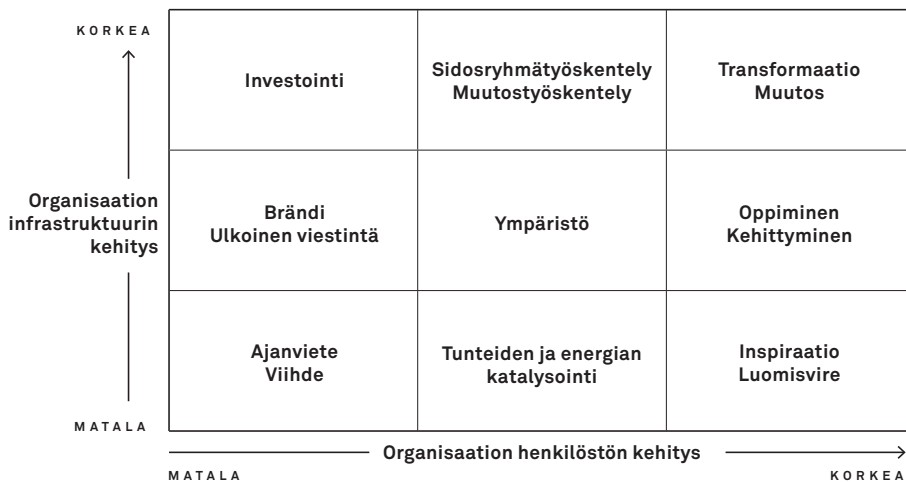 KORKEA
Investointi
Sidosryhmätyöskentely
Muutostyöskentely
Transformaatio
Muutos
Organisaation
infrastruktuurin
kehitys
Brändi
Ulkoinen viestintä
Ympäristö
Oppiminen
Kehittyminen
Ajanviete
Viihde
Tunteiden ja energian
katalysointi
Inspiraatio
Luomisvire
MATALA
Organisaation henkilöstön kehitys
MATALA
KORKEA